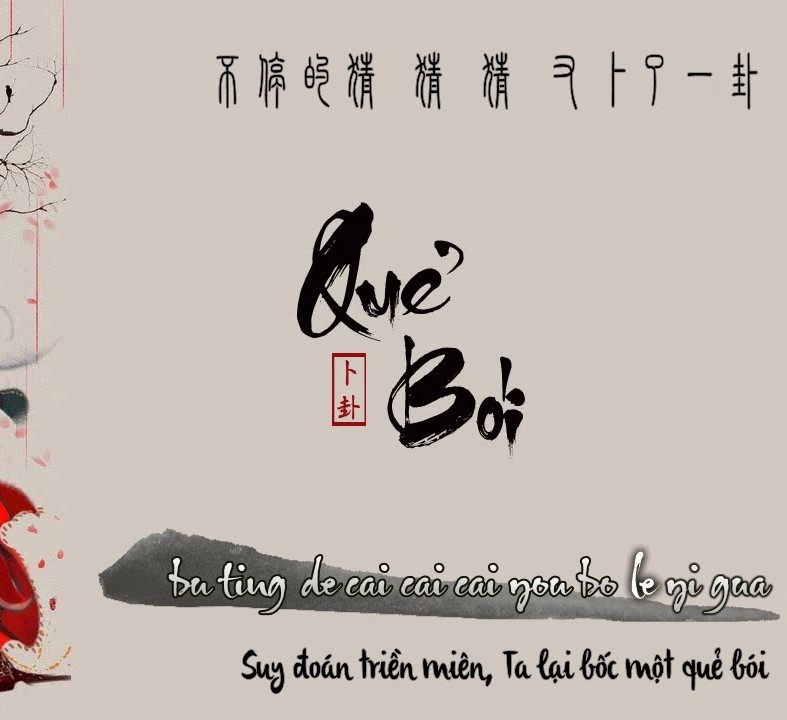 不停的猜 猜 猜 又卜了一卦
Quẻ
Bói
卜
卦
bu ting de cai cai cai you bo le yi gua
Suy đoán triền miên, Ta lại bốc một quẻ bói